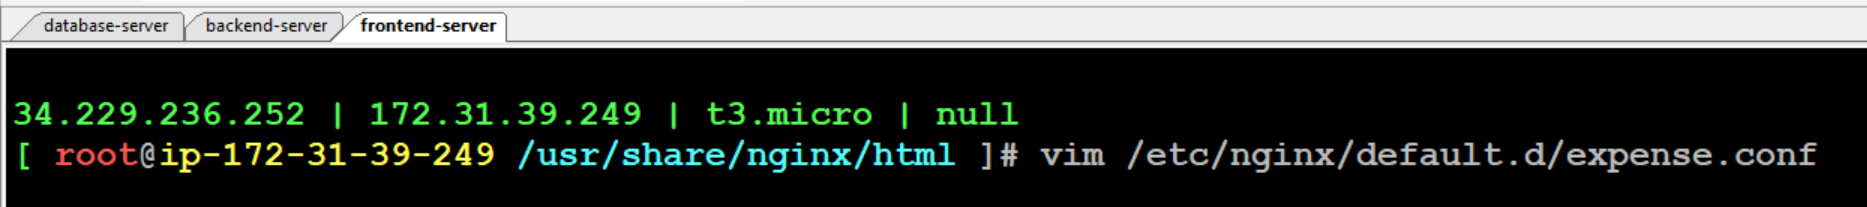 database-server backend-server frontend-server
34.229.236.252 | 172.31.39.249 | t3.micro | null
[ root@ip-172-31-39-249 /usr/share/nginx/html ]# vim /etc/nginx/default.d/expense.conf